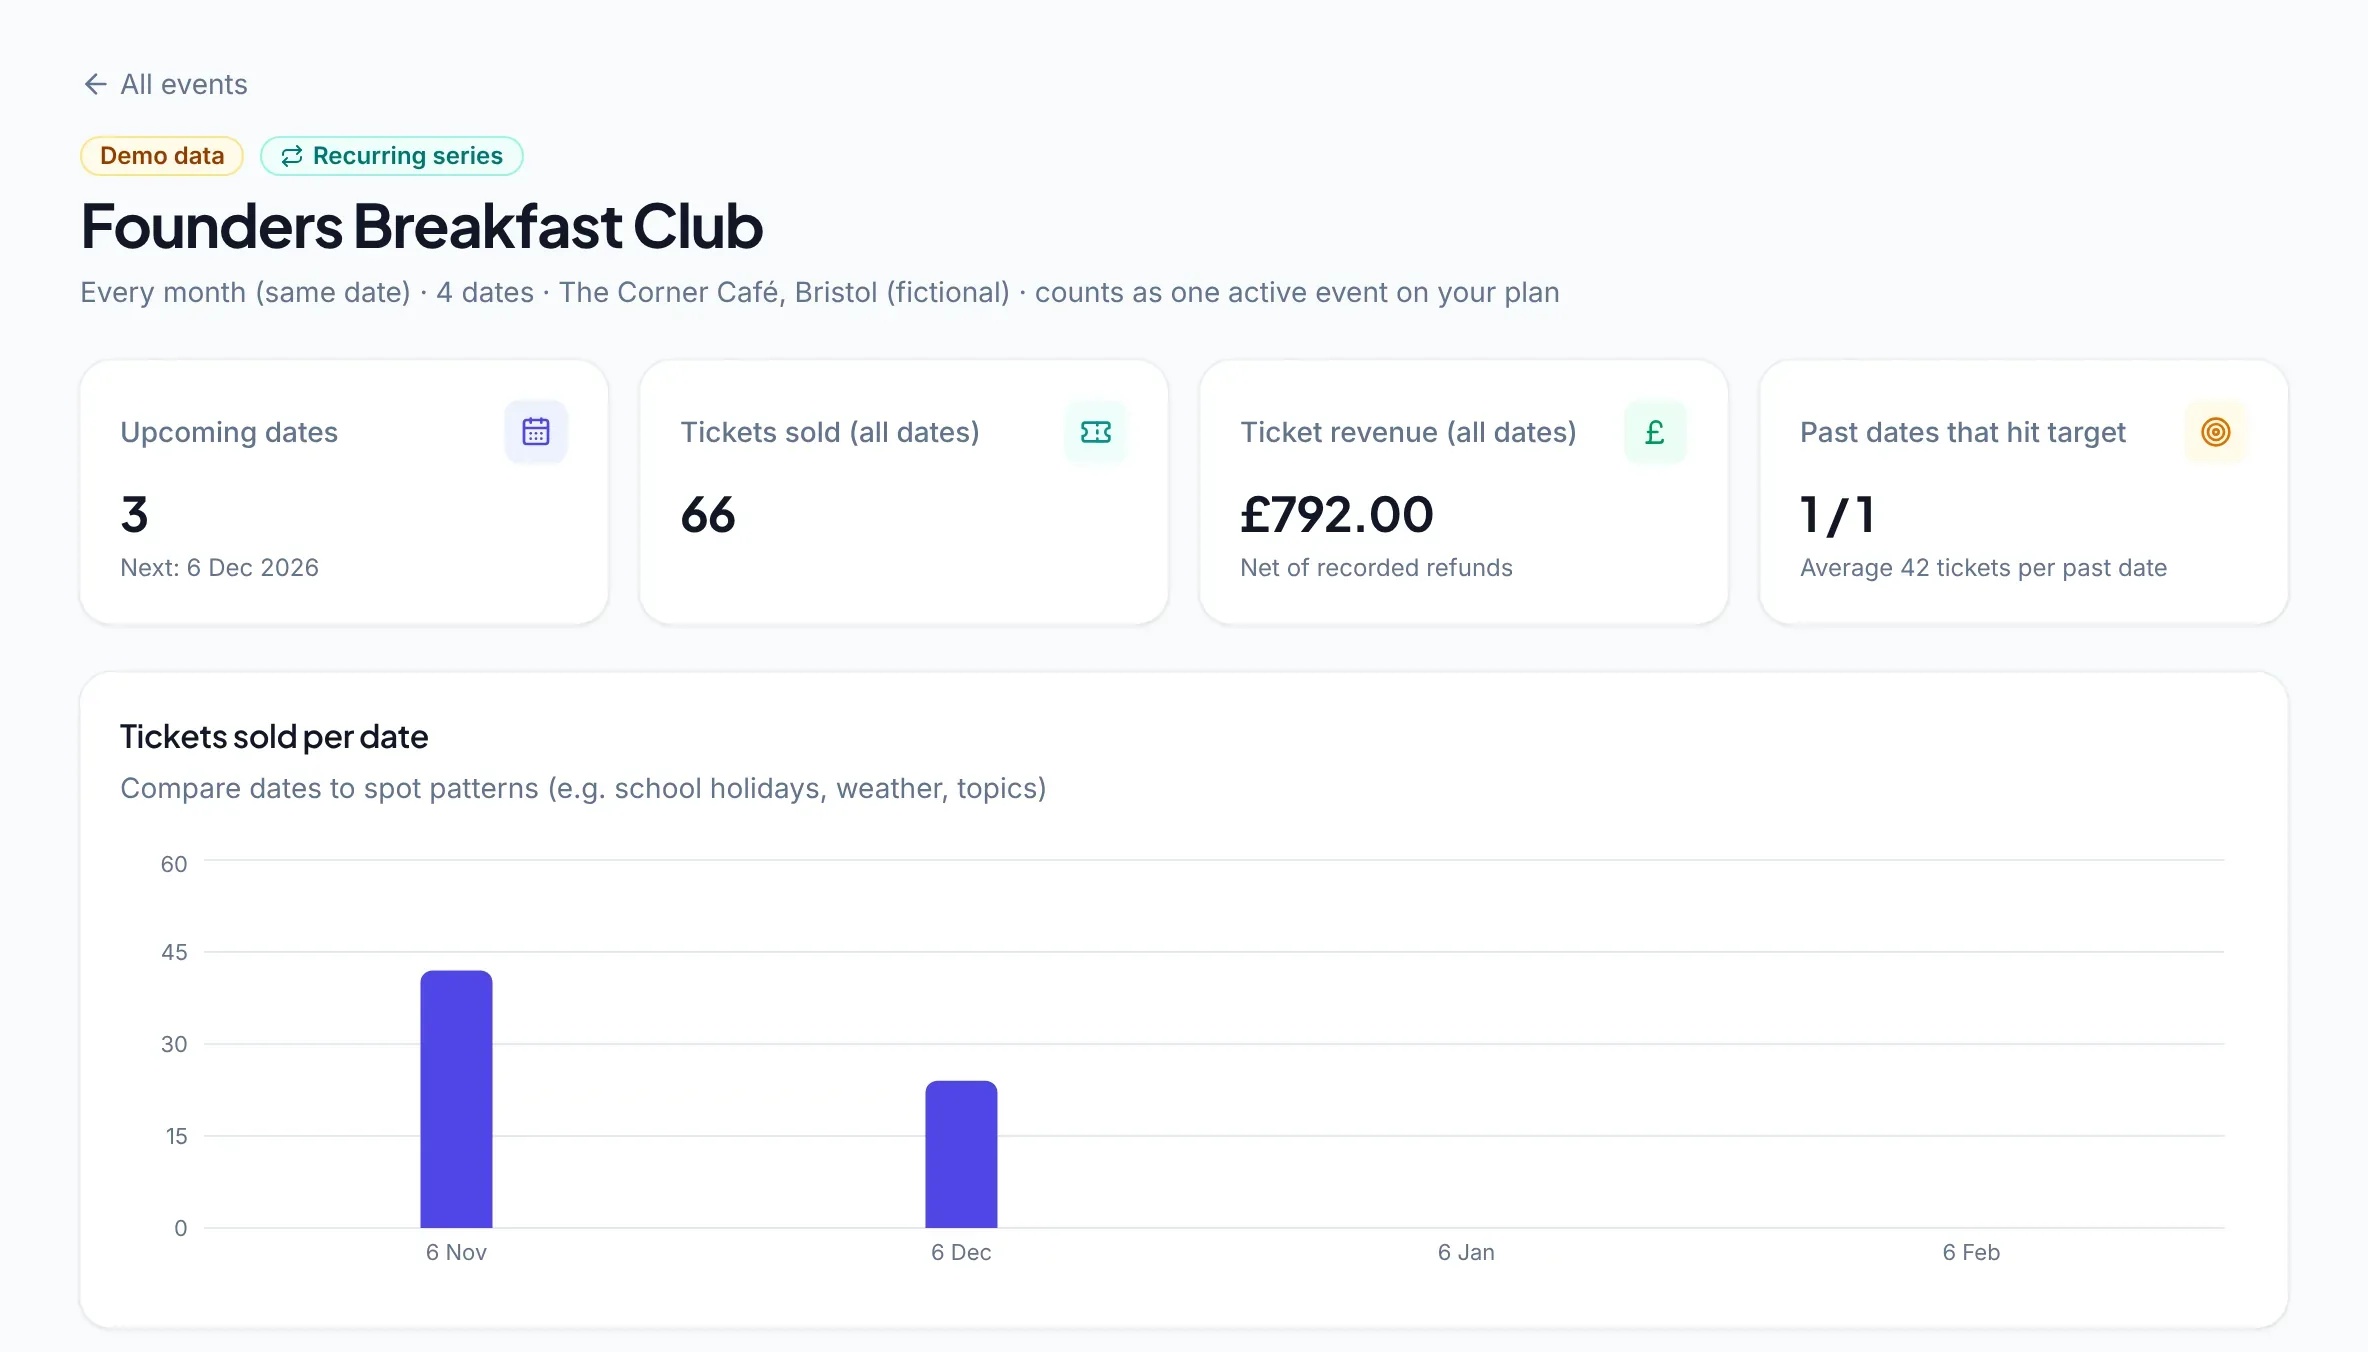 All events
Demo data
Recurring series
Founders Breakfast Club
Every month (same date) · 4 dates · The Corner Café, Bristol (fictional) · counts as one active event on your plan
Upcoming dates
3
Next: 6 Dec 2026
Tickets sold (all dates)
66
Ticket revenue (all dates)
£
£792.00
Net of recorded refunds
Past dates that hit target
1 / 1
Average 42 tickets per past date
Tickets sold per date
Compare dates to spot patterns (e.g. school holidays, weather, topics)
60
45
30
15
0
6 Nov
6 Dec
6 Jan
6 Feb